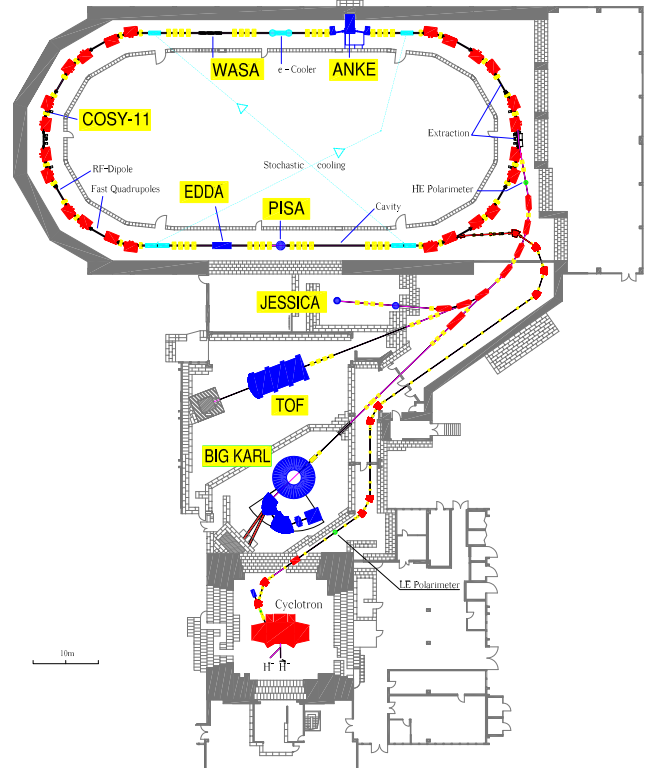 WASA
e-Cooler
ANKE
COSY-11
Extraction
Stochastic cooling
RF-Dipole
Fast Quadrupoles
EDDA
PISA
Cavity
HE Polarimeter
JESSICA
TOF
BIG KARL
LE Polarimeter
Cyclotron
10m
H⁻ H⁻